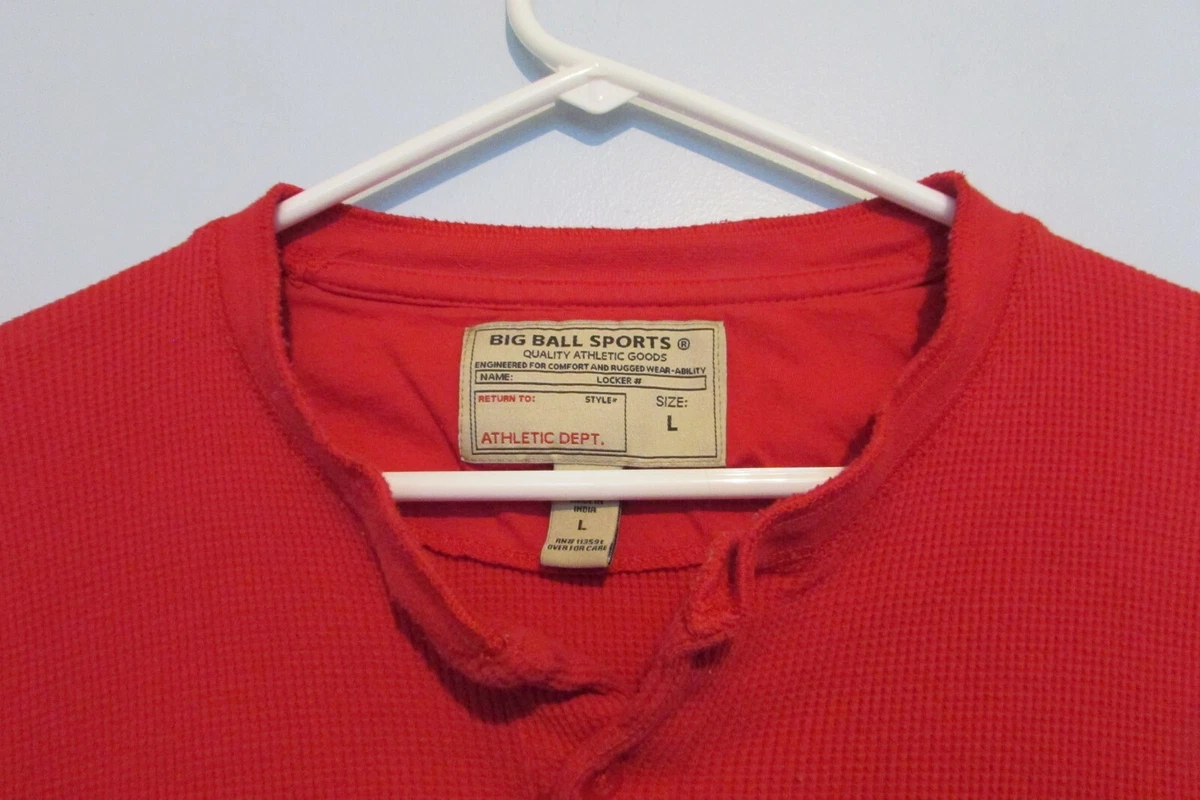 BIG BALL SPORTS ®
QUALITY ATHLETIC GOODS
ENGINEERED FOR COMFORT AND RUGGED WEAR-ABILITY
NAME: LOCKER #
RETURN TO: STYLE#
ATHLETIC DEPT.
SIZE:
L
INDIA
L
RN# 113591
OVER FOR CARE